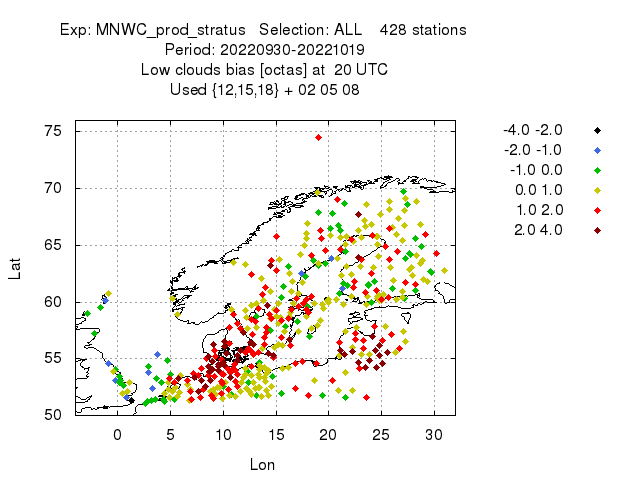 Exp: MNWC_prod_stratus   Selection: ALL    428 stations
Period: 20220930-20221019
Low clouds bias [octas] at  20 UTC
Used {12,15,18} + 02 05 08
-4.0 -2.0
-2.0 -1.0
-1.0 0.0
0.0 1.0
1.0 2.0
2.0 4.0
75
70
65
60
55
50
Lat
0 5 10 15 20 25 30
Lon